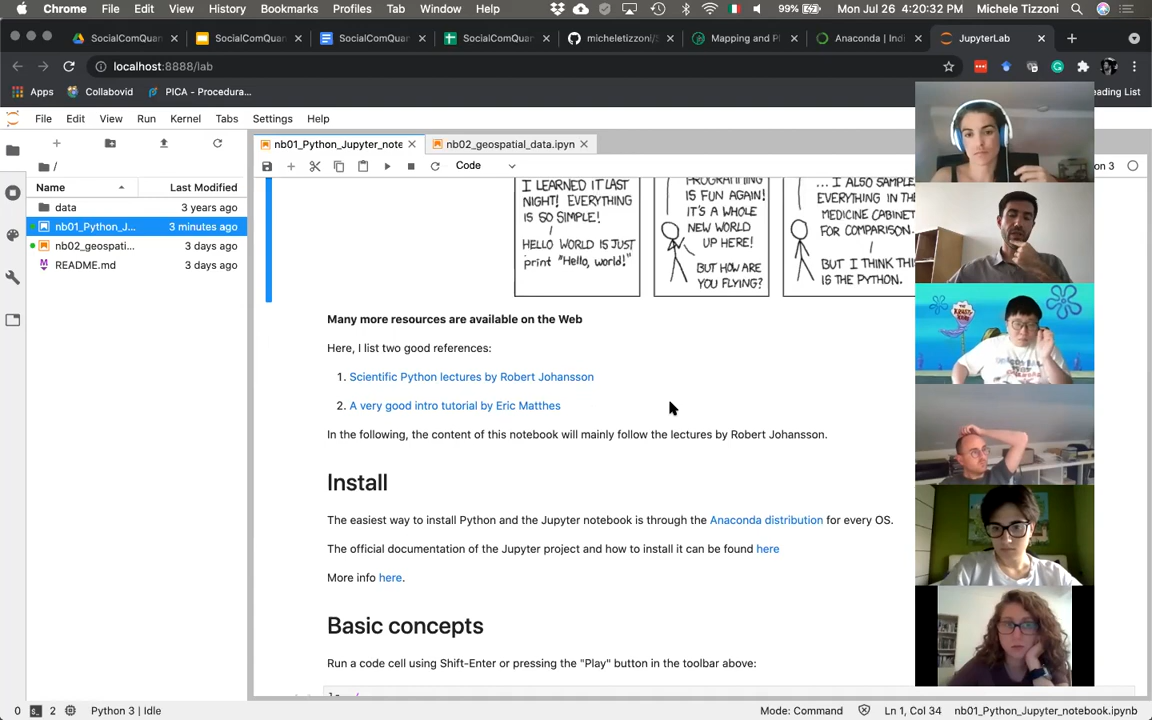 Chrome File Edit View History Bookmarks Profiles Tab Window Help 99% Mon Jul 26 4:20:32 PM Michele Tizzoni
SocialComQuan SocialComQuan SocialComQuan SocialComQuan micheletizzoni/ Mapping and Pl Anaconda | Indi JupyterLab
localhost:8888/lab
Apps Collabovid PICA - Procedura... eading List
File Edit View Run Kernel Tabs Settings Help
nb01_Python_Jupyter_note nb02_geospatial_data.ipyn
/
Code
on 3
Name Last Modified
data 3 years ago
nb01_Python_J... 3 minutes ago
nb02_geospati... 3 days ago
README.md 3 days ago
I LEARNED IT LAST
NIGHT! EVERYTHING
IS SO SIMPLE!
HELLO WORLD IS JUST
print "Hello, world!"
PROGRAMMING
IS FUN AGAIN!
IT'S A WHOLE
NEW WORLD
UP HERE!
BUT HOW ARE
YOU FLYING?
... I ALSO SAMPLE
EVERYTHING IN THE
MEDICINE CABINET
FOR COMPARISON.
BUT I THINK THI
IS THE PYTHON.
Many more resources are available on the Web
Here, I list two good references:
1. Scientific Python lectures by Robert Johansson
2. A very good intro tutorial by Eric Matthes
In the following, the content of this notebook will mainly follow the lectures by Robert Johansson.
Install
The easiest way to install Python and the Jupyter notebook is through the Anaconda distribution for every OS.
The official documentation of the Jupyter project and how to install it can be found here
More info here.
Basic concepts
Run a code cell using Shift-Enter or pressing the "Play" button in the toolbar above:
0 2 Python 3 | Idle Mode: Command Ln 1, Col 34 nb01_Python_Jupyter_notebook.ipynb